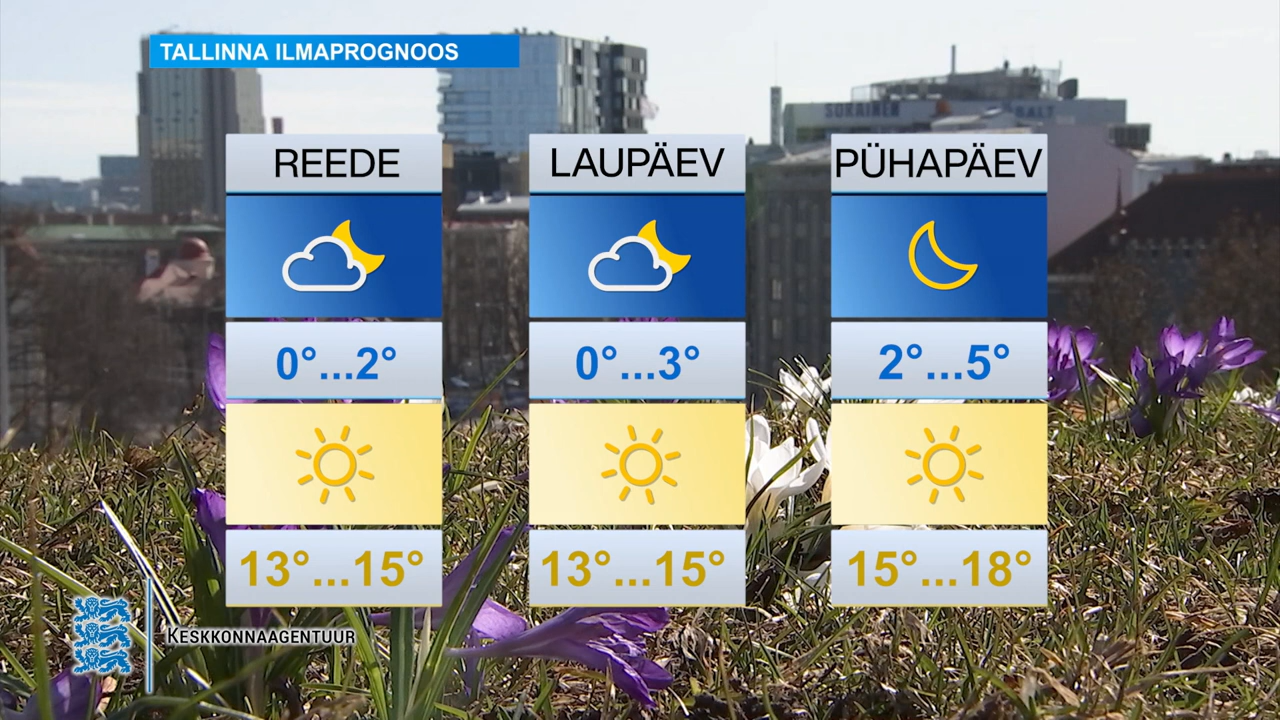 TALLINNA ILMAPROGNOOS
REEDE
0°...2°
13°...15°
LAUPÄEV
0°...3°
13°...15°
PÜHAPÄEV
2°...5°
15°...18°
KESKKONNAAGENTUUR